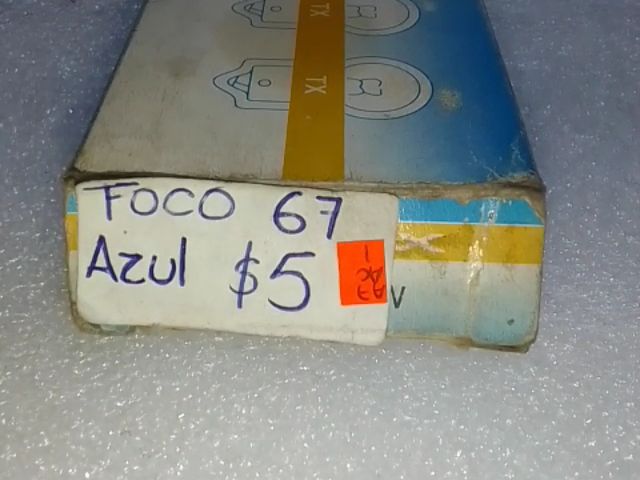 TX
TX
FOCO 67
Azul $5
V